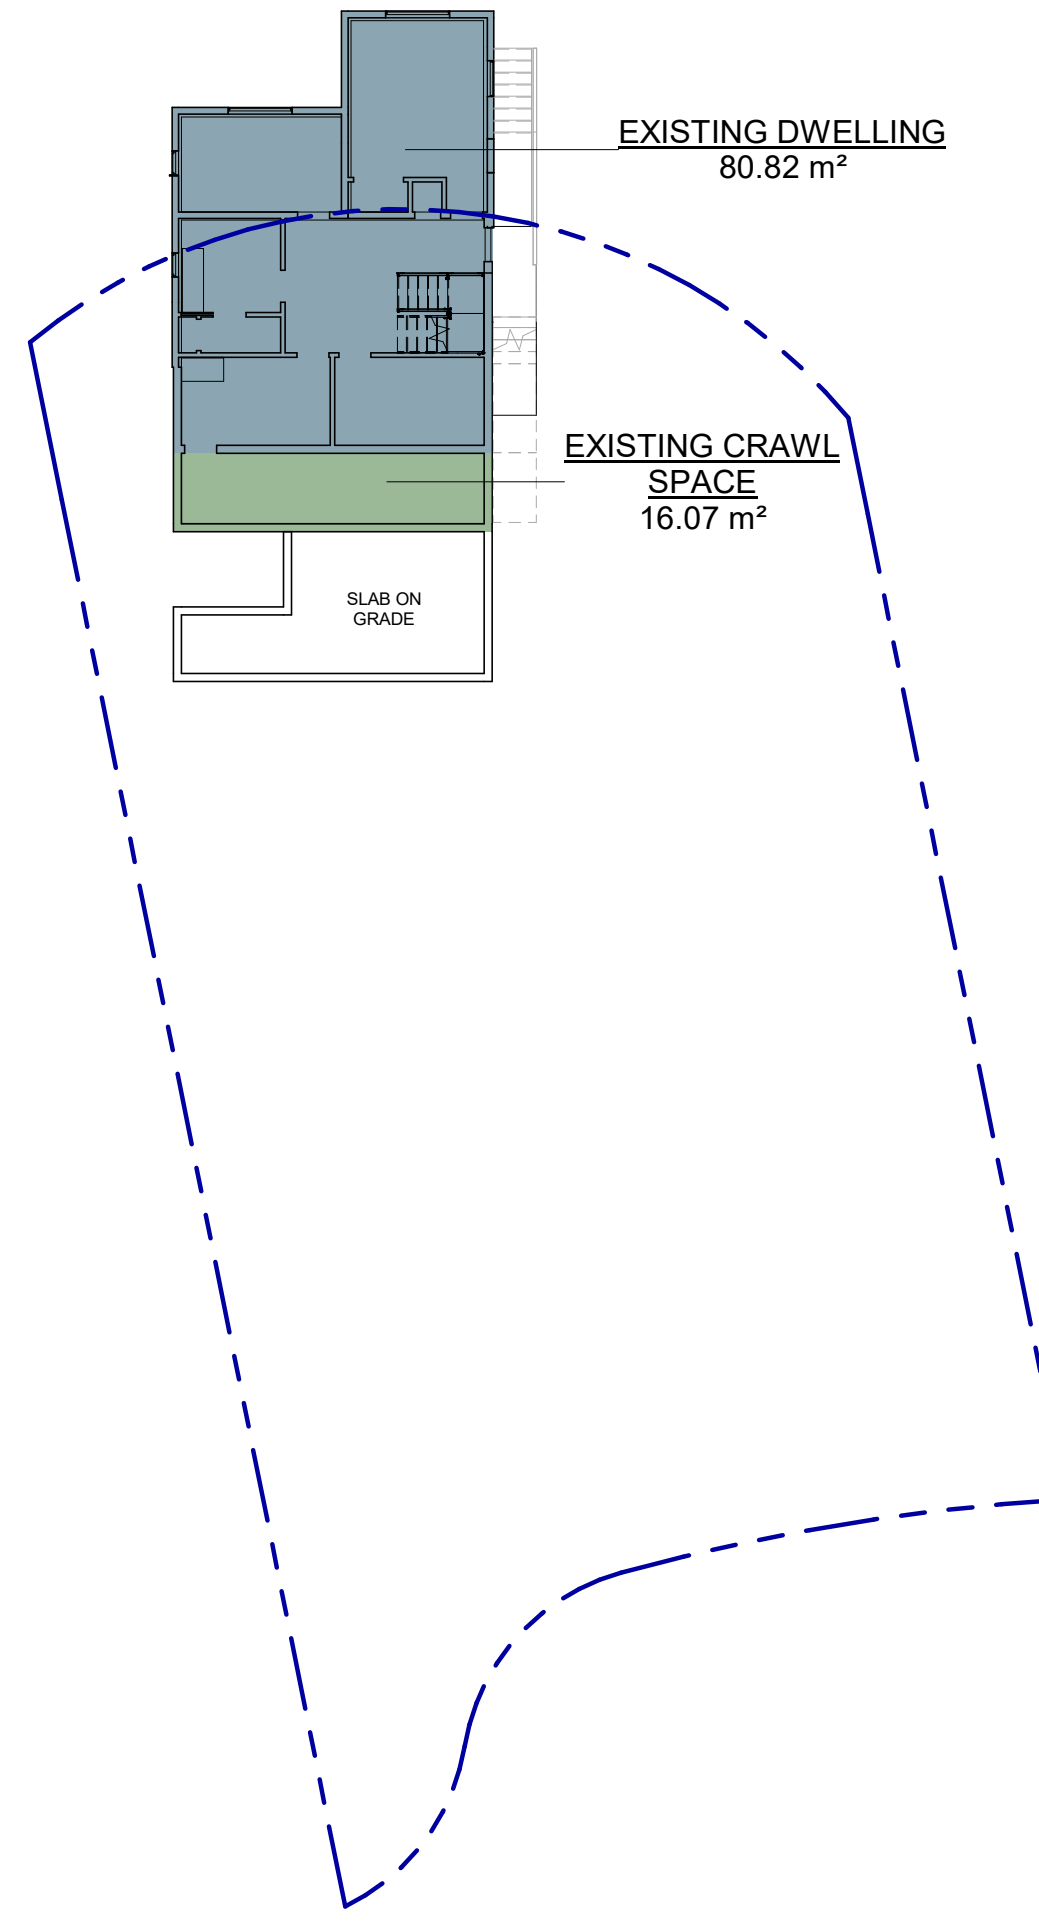 EXISTING DWELLING
80.82 m²
EXISTING CRAWL
SPACE
16.07 m²
SLAB ON
GRADE